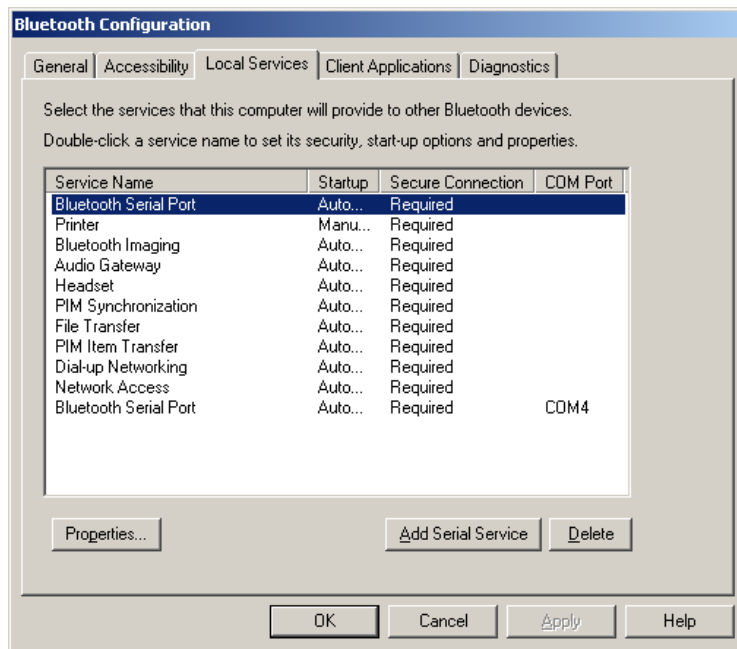 Bluetooth Configuration
General Accessibility Local Services Client Applications Diagnostics
Select the services that this computer will provide to other Bluetooth devices.
Double-click a service name to set its security, start-up options and properties.
Service Name Startup Secure Connection COM Port
Bluetooth Serial Port Auto... Required
Printer Manu... Required
Bluetooth Imaging Auto... Required
Audio Gateway Auto... Required
Headset Auto... Required
PIM Synchronization Auto... Required
File Transfer Auto... Required
PIM Item Transfer Auto... Required
Dial-up Networking Auto... Required
Network Access Auto... Required
Bluetooth Serial Port Auto... Required COM4
Properties... Add Serial Service Delete
OK Cancel Apply Help